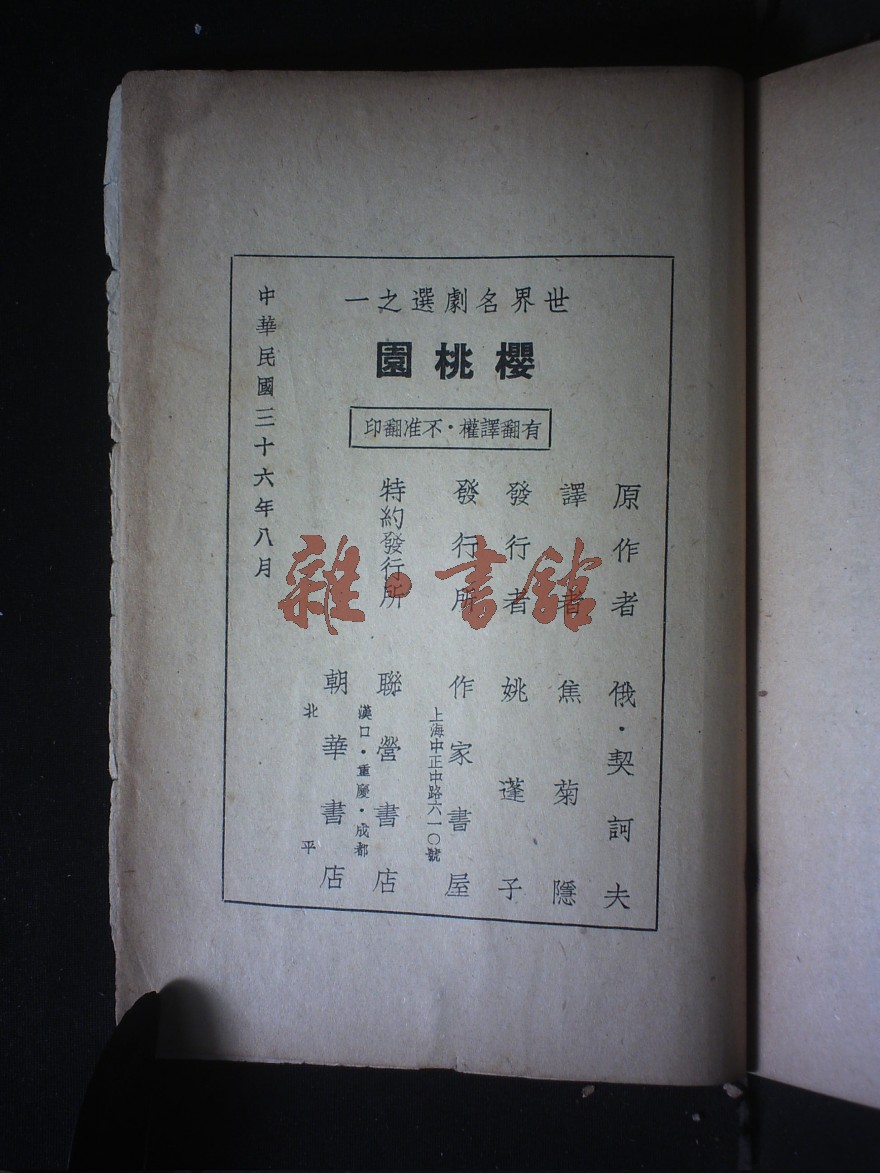 世界名劇選之一
櫻桃園
有翻譯權·不准翻印
原作者 俄·契訶夫
譯者 焦菊隱
發行者 姚蓬子
發行所 作家書屋
上海中正中路六一〇號
特約發行所 聯營書店
漢口·重慶·成都
朝華書店
北平
中華民國三十六年八月
雜·書館